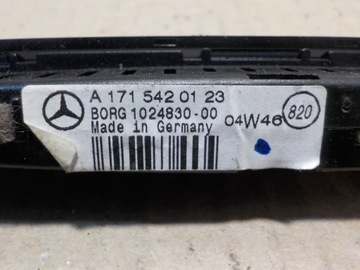 A 171 542 01 23
BORG 1024830-00
Made in Germany
04W46
820